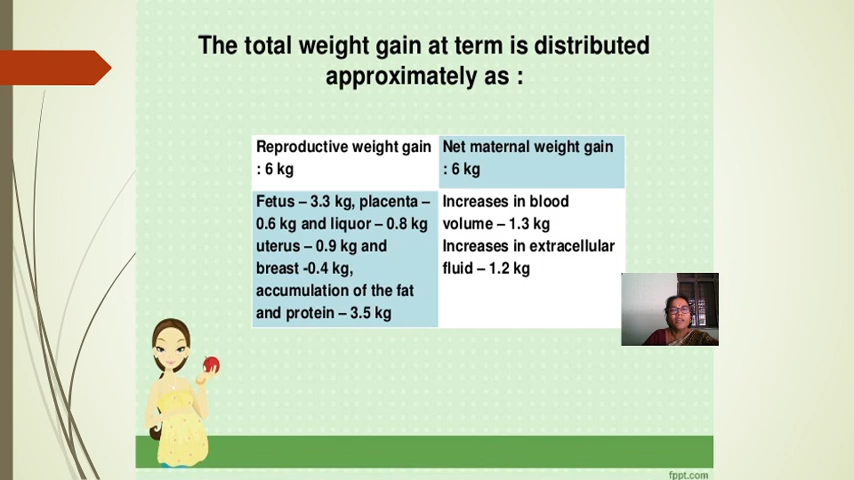 The total weight gain at term is distributed
approximately as :
Reproductive weight gain
: 6 kg
Net maternal weight gain
: 6 kg
Fetus – 3.3 kg, placenta –
0.6 kg and liquor – 0.8 kg
uterus – 0.9 kg and
breast -0.4 kg,
accumulation of the fat
and protein – 3.5 kg
Increases in blood
volume – 1.3 kg
Increases in extracellular
fluid – 1.2 kg
fppt.com